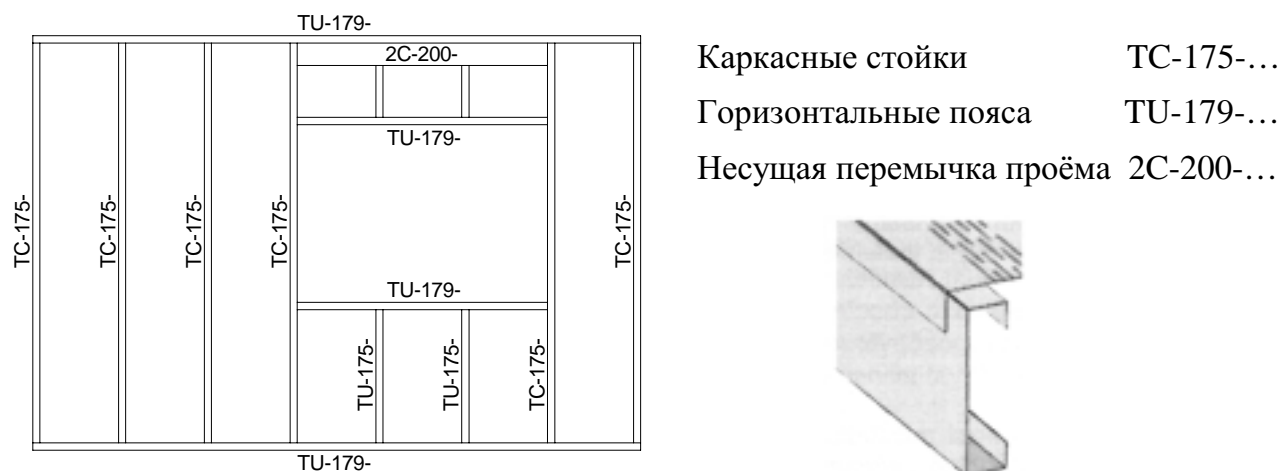 TU-179-
2C-200-
TU-179-
TC-175-
TC-175-
TC-175-
TC-175-
TC-175-
TU-179-
TU-175-
TU-175-
TC-175-
TU-179-
Каркасные стойки TC-175-…
Горизонтальные пояса TU-179-…
Несущая перемычка проёма 2C-200-…